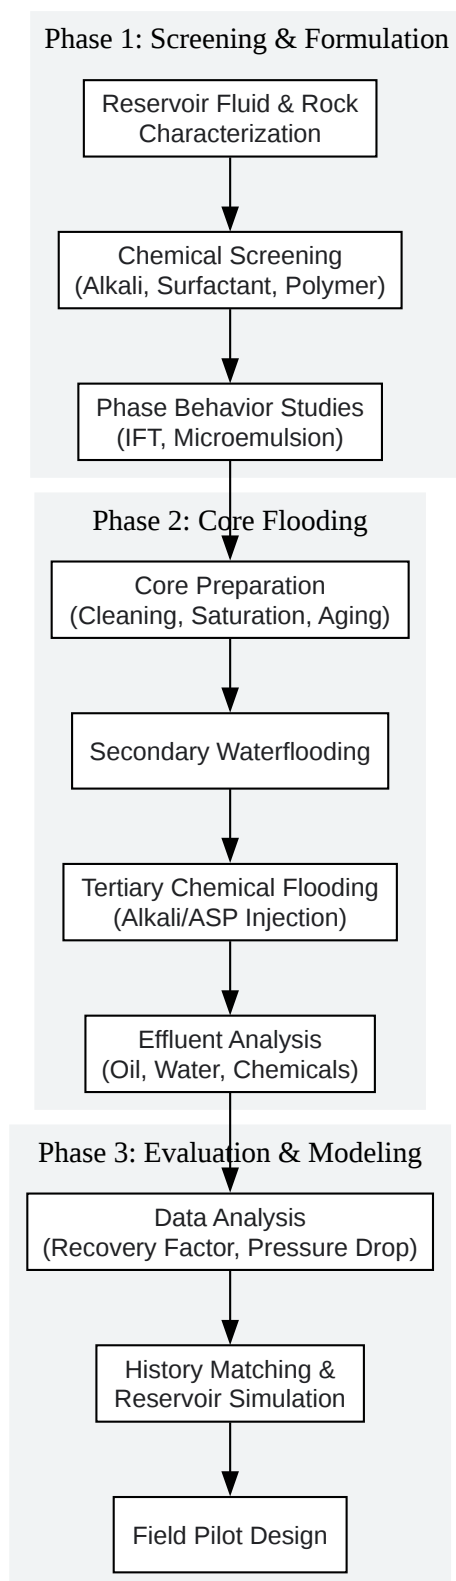 Phase 1: Screening & Formulation
Reservoir Fluid & Rock
Characterization
Chemical Screening
(Alkali, Surfactant, Polymer)
Phase Behavior Studies
(IFT, Microemulsion)
Phase 2: Core Flooding
Core Preparation
(Cleaning, Saturation, Aging)
Secondary Waterflooding
Tertiary Chemical Flooding
(Alkali/ASP Injection)
Effluent Analysis
(Oil, Water, Chemicals)
Phase 3: Evaluation & Modeling
Data Analysis
(Recovery Factor, Pressure Drop)
History Matching &
Reservoir Simulation
Field Pilot Design